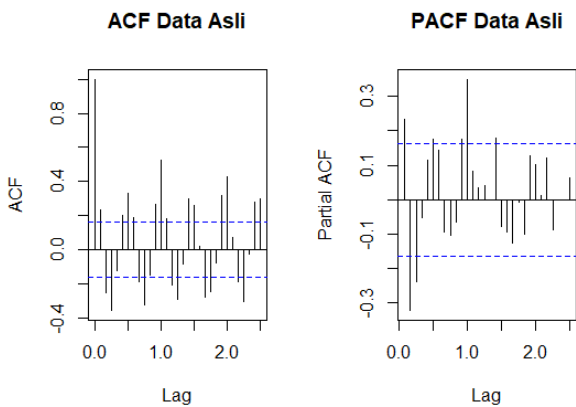 ACF Data Asli
ACF
-0.4 0.0 0.4 0.8
0.0 1.0 2.0
Lag
PACF Data Asli
Partial ACF
-0.3 -0.1 0.1 0.3
0.0 1.0 2.0
Lag